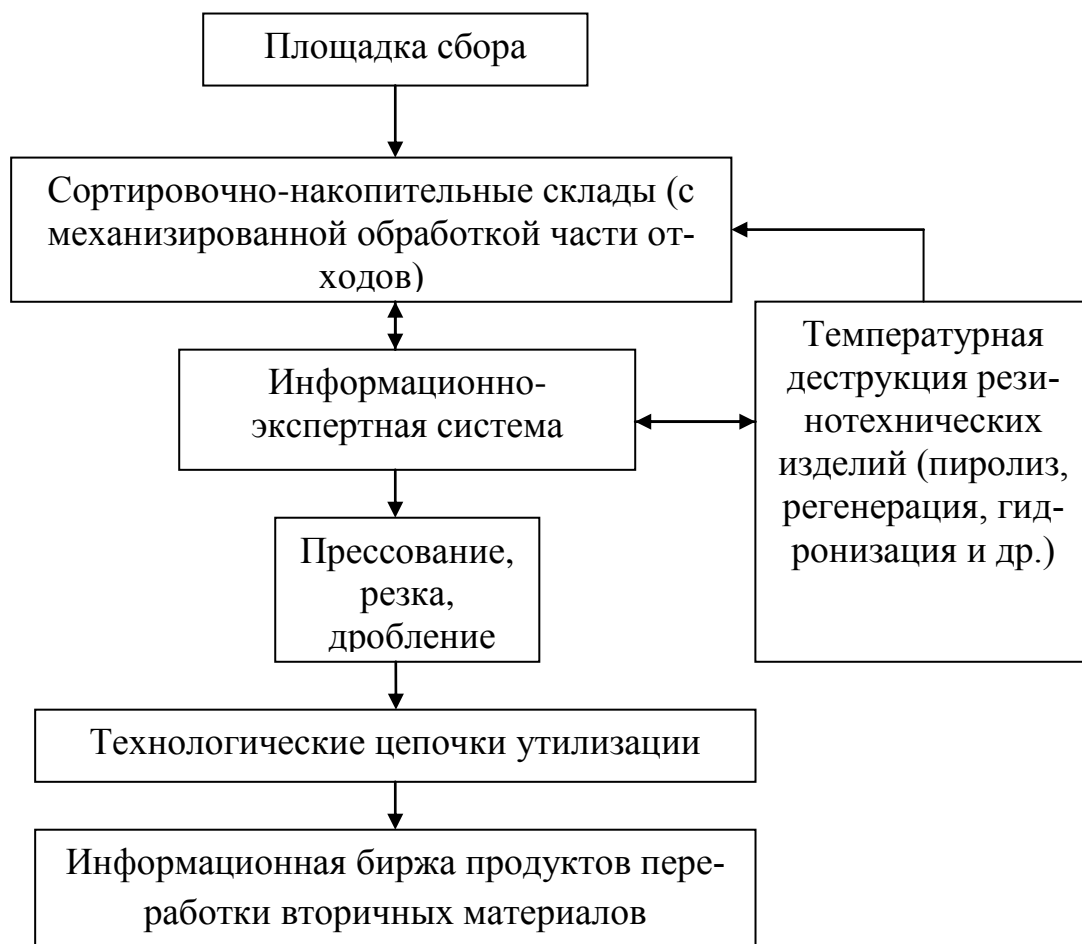 Площадка сбора
Сортировочно-накопительные склады (с
механизированной обработкой части от-
ходов)
Информационно-
экспертная система
Температурная
деструкция рези-
нотехнических
изделий (пиролиз,
регенерация, гид-
ронизация и др.)
Прессование,
резка,
дробление
Технологические цепочки утилизации
Информационная биржа продуктов пере-
работки вторичных материалов